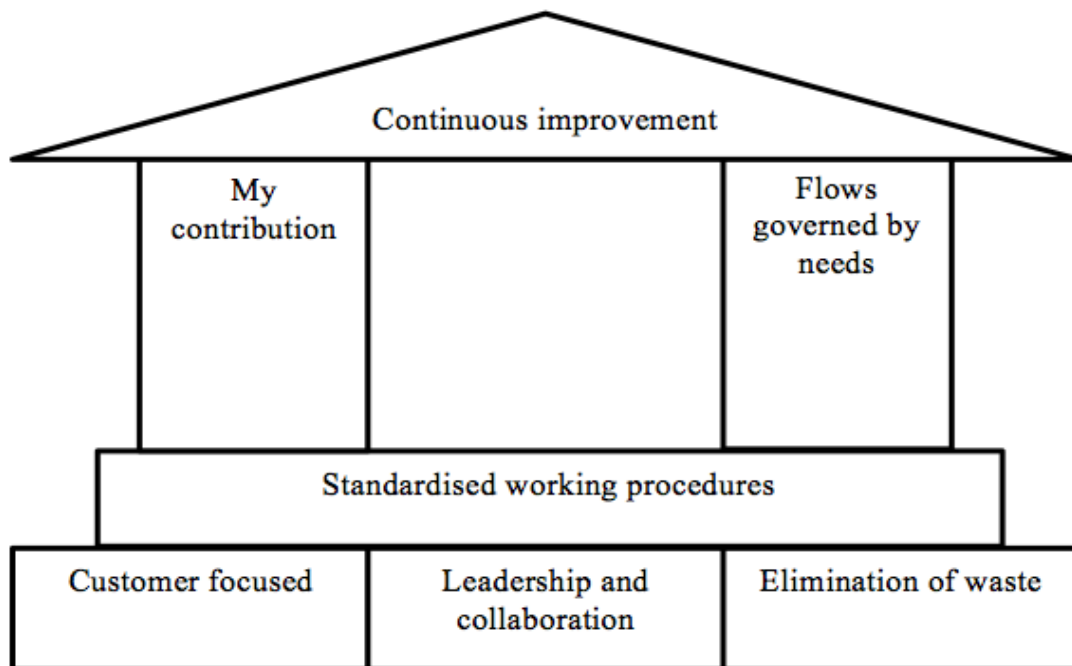 Continuous improvement
My
contribution
Flows
governed by
needs
Standardised working procedures
Customer focused
Leadership and
collaboration
Elimination of waste